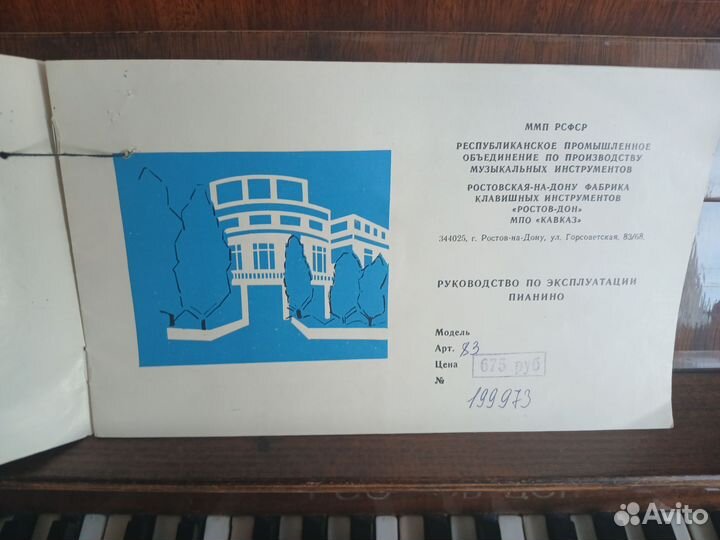 ММП РСФСР
РЕСПУБЛИКАНСКОЕ ПРОМЫШЛЕННОЕ
ОБЪЕДИНЕНИЕ ПО ПРОИЗВОДСТВУ
МУЗЫКАЛЬНЫХ ИНСТРУМЕНТОВ
РОСТОВСКАЯ-НА-ДОНУ ФАБРИКА
КЛАВИШНЫХ ИНСТРУМЕНТОВ
«РОСТОВ-ДОН»
МПО «КАВКАЗ»
344025, г. Ростов-на-Дону, ул. Горсоветская, 83/68.
РУКОВОДСТВО ПО ЭКСПЛУАТАЦИИ
ПИАНИНО
Модель
Арт. 83
Цена 675 руб
№ 199973
Avito